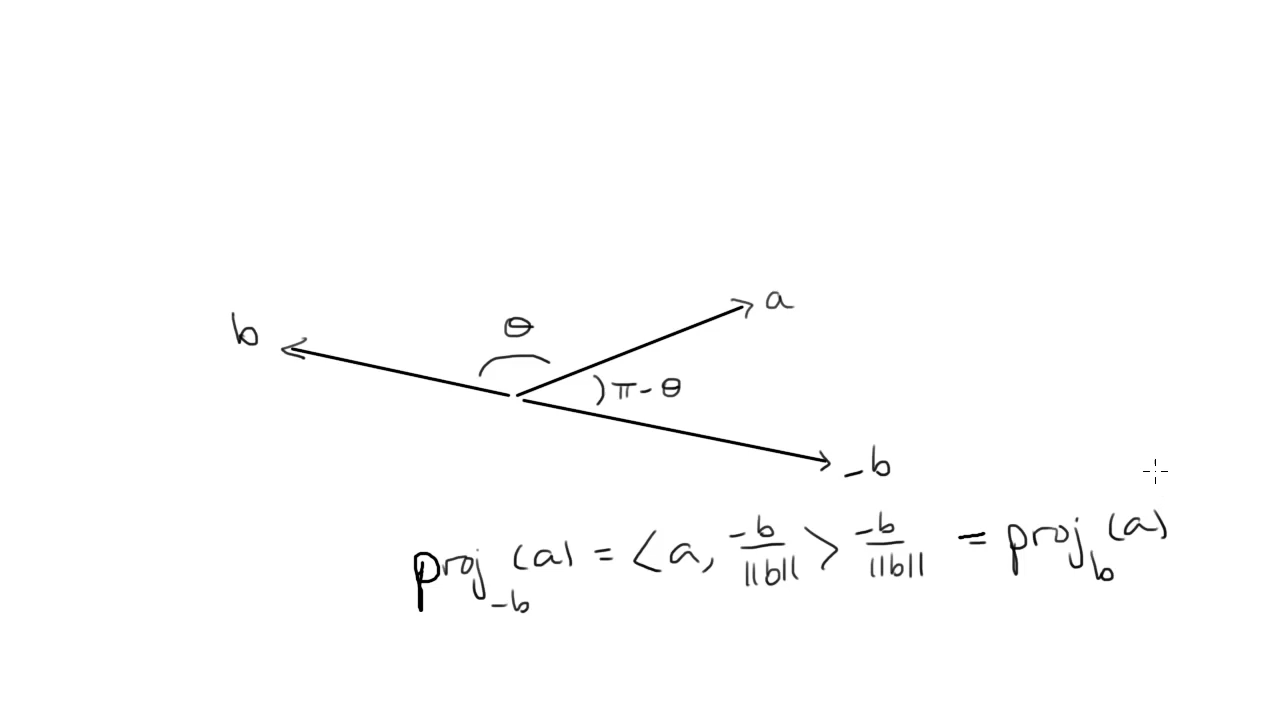 θ
a
b
)π-θ
-b
proj_{-b}(a) = <a, -b/||b||> -b/||b|| = proj_b(a)